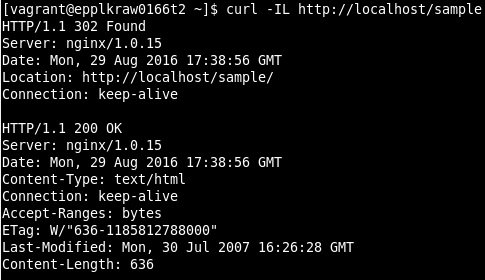 [vagrant@epplkraw0166t2 ~]$ curl -IL http://localhost/sample
HTTP/1.1 302 Found
Server: nginx/1.0.15
Date: Mon, 29 Aug 2016 17:38:56 GMT
Location: http://localhost/sample/
Connection: keep-alive

HTTP/1.1 200 OK
Server: nginx/1.0.15
Date: Mon, 29 Aug 2016 17:38:56 GMT
Content-Type: text/html
Connection: keep-alive
Accept-Ranges: bytes
ETag: W/"636-1185812788000"
Last-Modified: Mon, 30 Jul 2007 16:26:28 GMT
Content-Length: 636